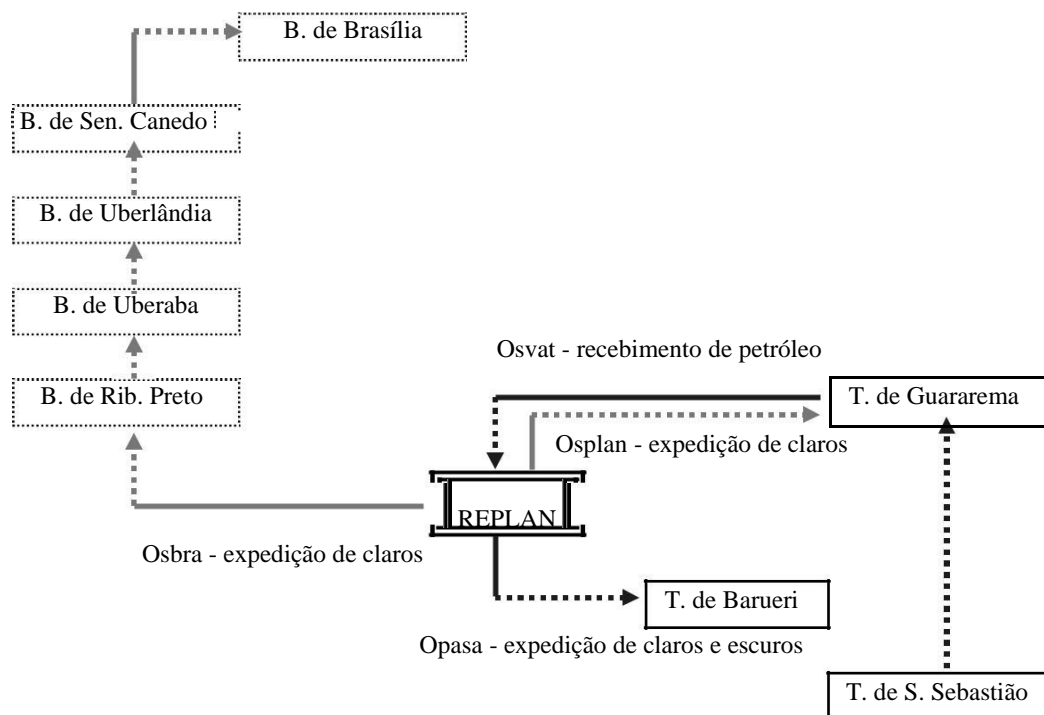 B. de Brasília
B. de Sen. Canedo
B. de Uberlândia
B. de Uberaba
Osvat - recebimento de petróleo
B. de Rib. Preto
T. de Guararema
Osplan - expedição de claros
REPLAN
Osbra - expedição de claros
T. de Barueri
Opasa - expedição de claros e escuros
T. de S. Sebastião